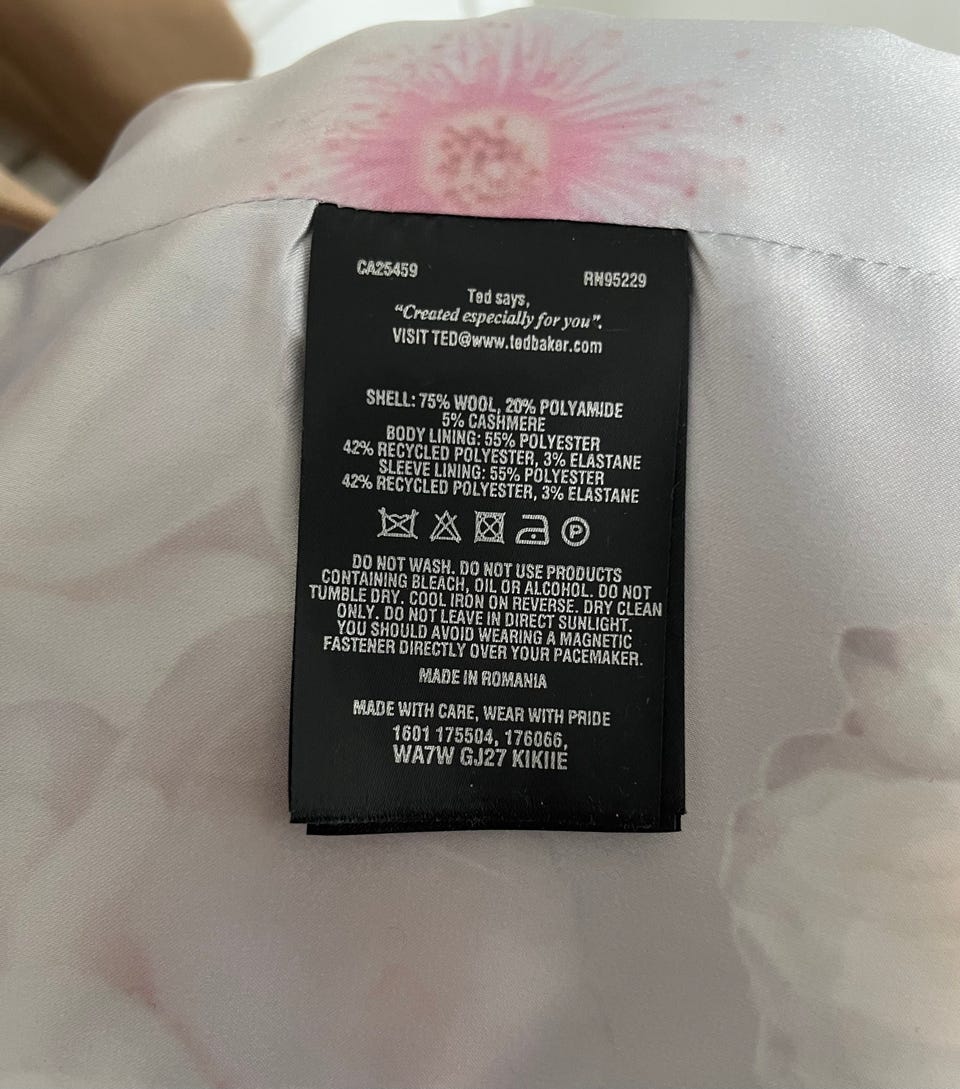 CA25459 RN95229
Ted says,
“Created especially for you”.
VISIT TED@www.tedbaker.com
SHELL: 75% WOOL, 20% POLYAMIDE
5% CASHMERE
BODY LINING: 55% POLYESTER
42% RECYCLED POLYESTER, 3% ELASTANE
SLEEVE LINING: 55% POLYESTER
42% RECYCLED POLYESTER, 3% ELASTANE
P
DO NOT WASH. DO NOT USE PRODUCTS
CONTAINING BLEACH, OIL OR ALCOHOL. DO NOT
TUMBLE DRY. COOL IRON ON REVERSE. DRY CLEAN
ONLY. DO NOT LEAVE IN DIRECT SUNLIGHT.
YOU SHOULD AVOID WEARING A MAGNETIC
FASTENER DIRECTLY OVER YOUR PACEMAKER.
MADE IN ROMANIA
MADE WITH CARE, WEAR WITH PRIDE
1601 175504, 176066,
WA7W GJ27 KIKIIE